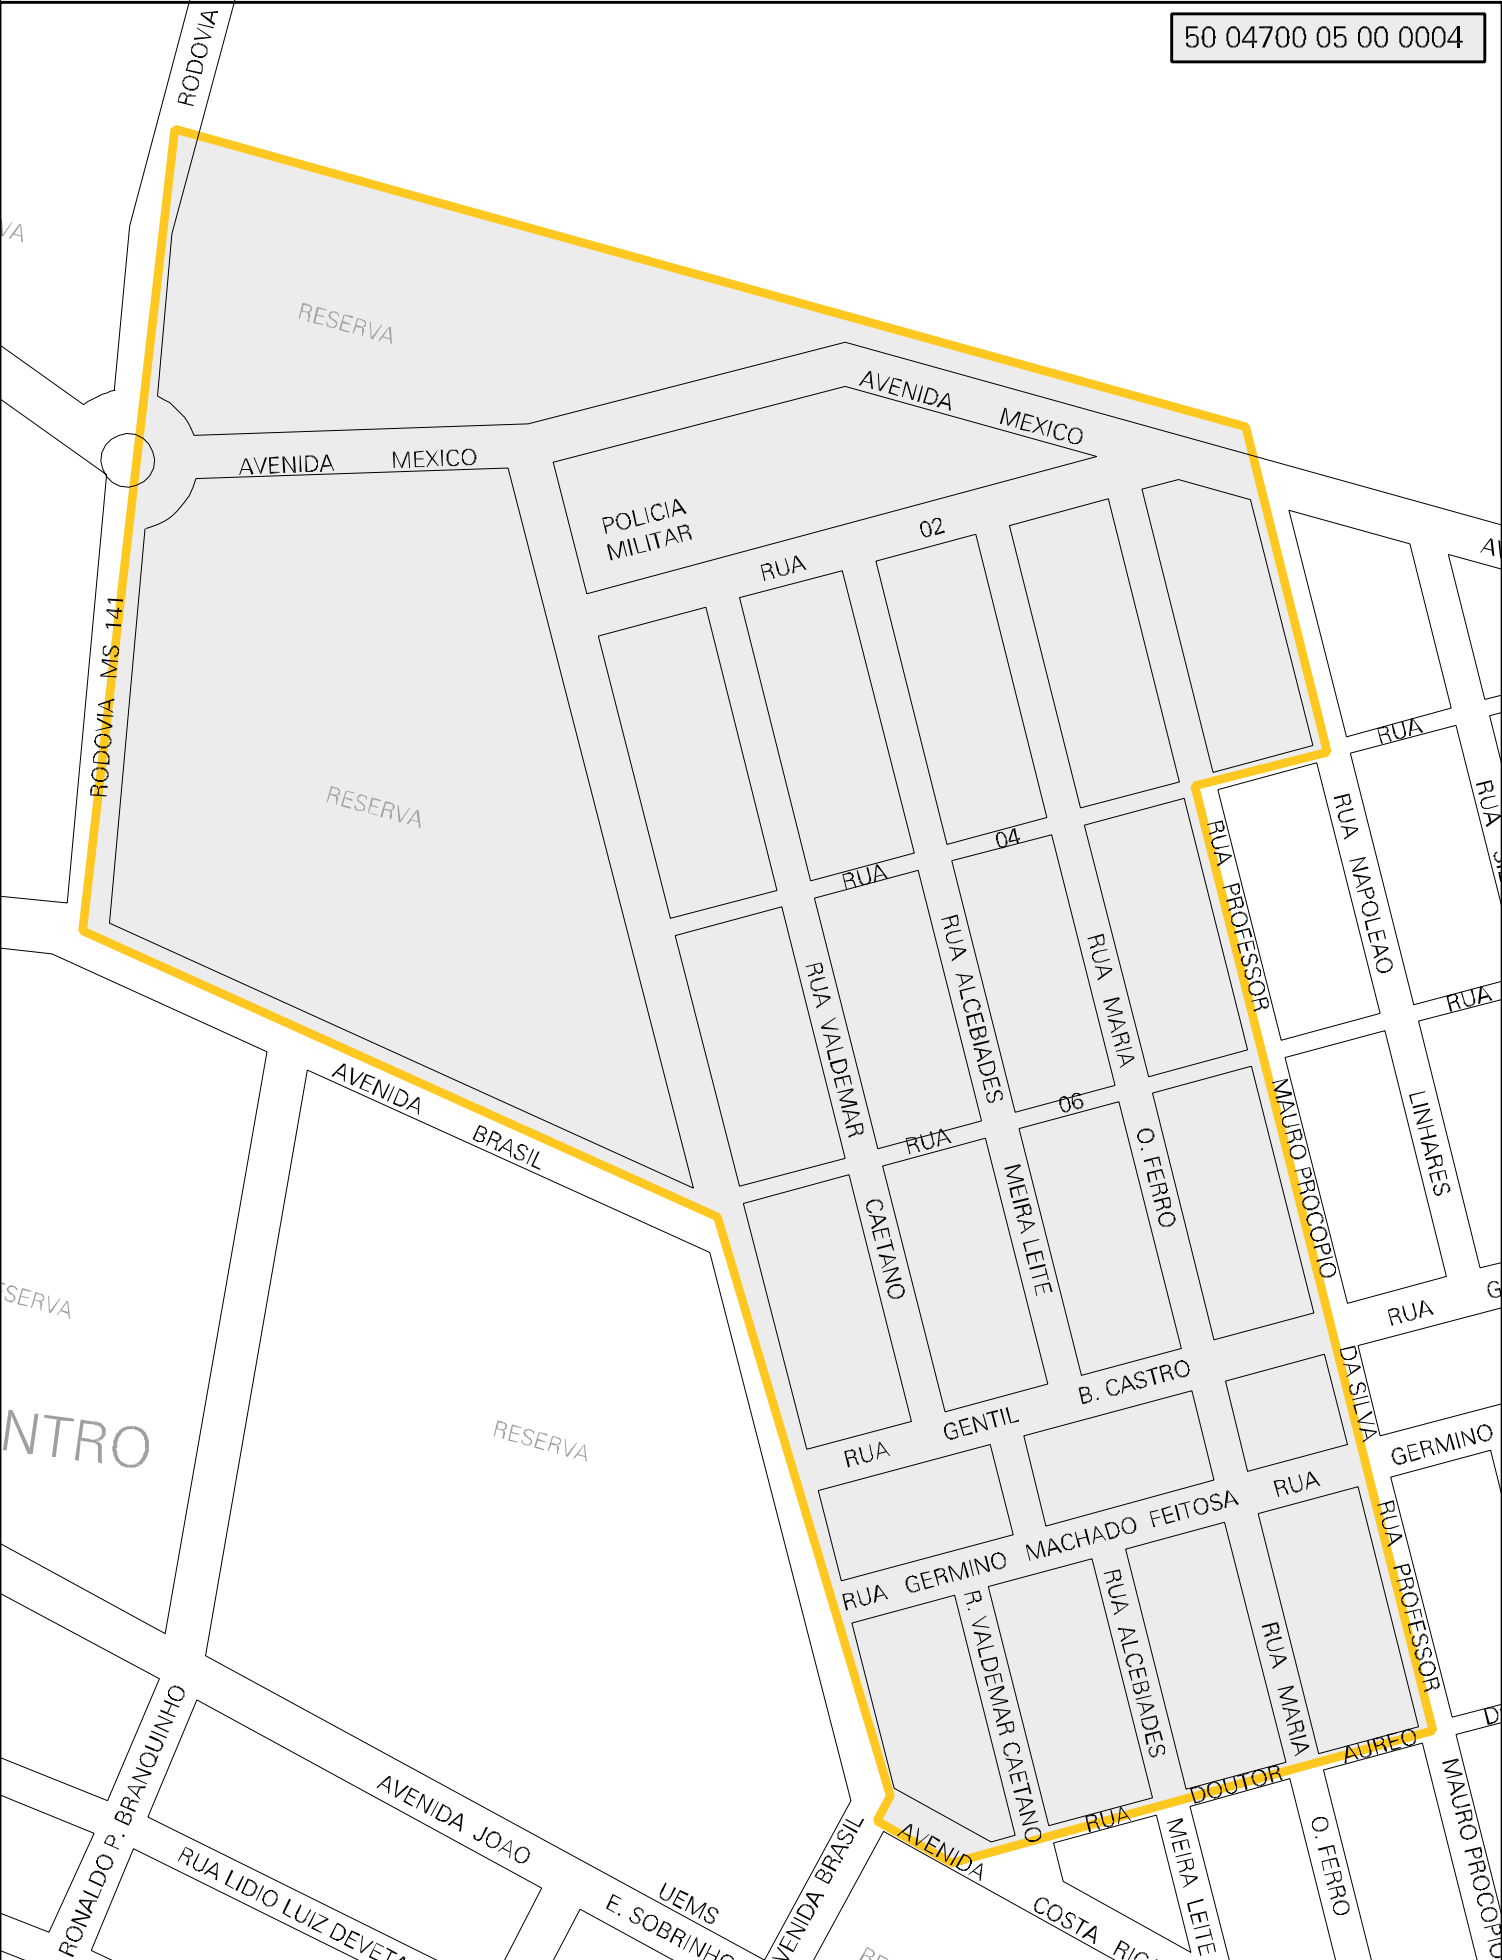 50 04700 05 00 0004
RODOVIA
RESERVA
AVENIDA MEXICO
AVENIDA MEXICO
POLICIA
MILITAR
RUA 02
RODOVIA MS 141
RESERVA
RUA 04
RUA
RUA
RUA PROFESSOR
RUA NAPOLEAO
RUA VALDEMAR
RUA ALCEBIADES
RUA MARIA
RUA
RUA 06
AVENIDA BRASIL
CAETANO
MEIRA LEITE
O. FERRO
MAURO PROCOPIO
LINHARES
RUA
RUA GENTIL B. CASTRO
DA SILVA
RESERVA
GERMINO
RUA GERMINO MACHADO FEITOSA RUA
RUA PROFESSOR
R. VALDEMAR CAETANO
RUA ALCEBIADES
RUA MARIA
RUA DOUTOR AUREO
RONALDO P. BRANQUINHO
AVENIDA JOAO
RUA LIDIO LUIZ
UEMS
E. SOBRINHO
AVENIDA
COSTA
MEIRA LEITE
O. FERRO
BRASIL
MAURO